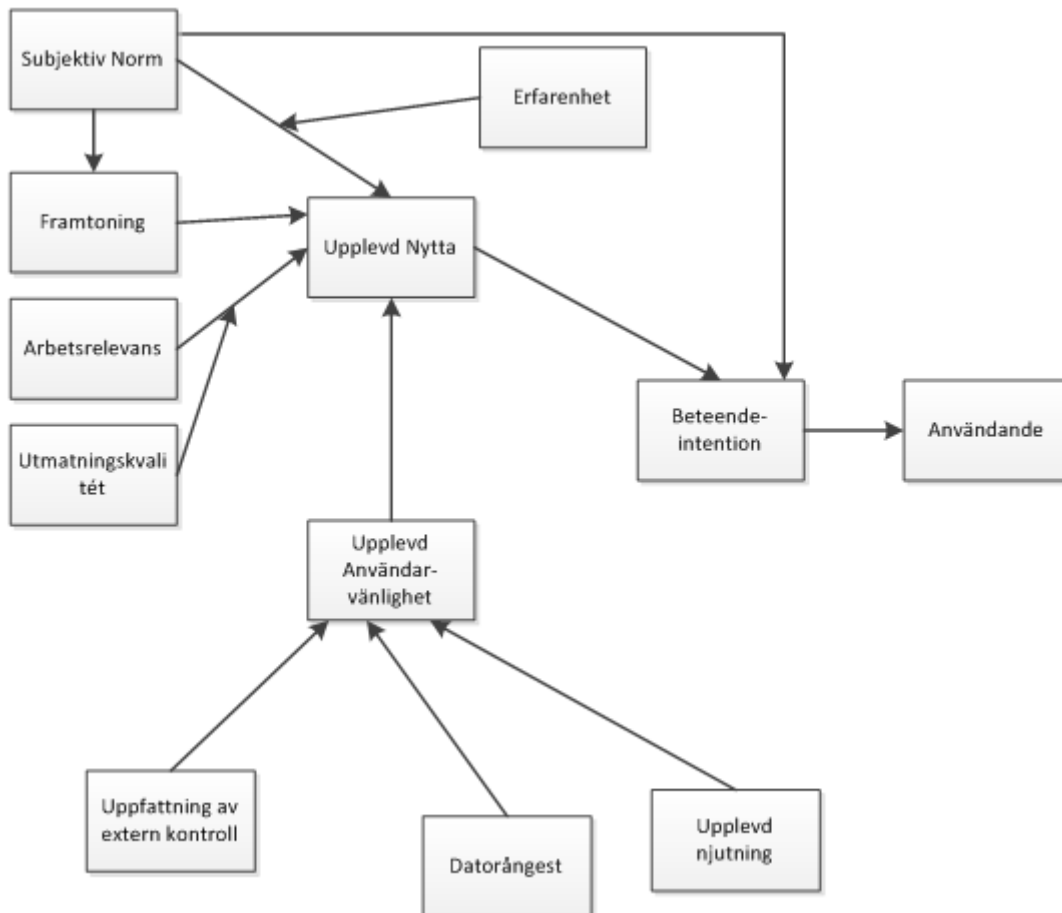 Subjektiv Norm
Erfarenhet
Framtoning
Upplevd Nytta
Arbetsrelevans
Beteende-
intention
Användande
Utmatningskvali
tét
Upplevd
Användar-
vänlighet
Uppfattning av
extern kontroll
Datorångest
Upplevd
njutning